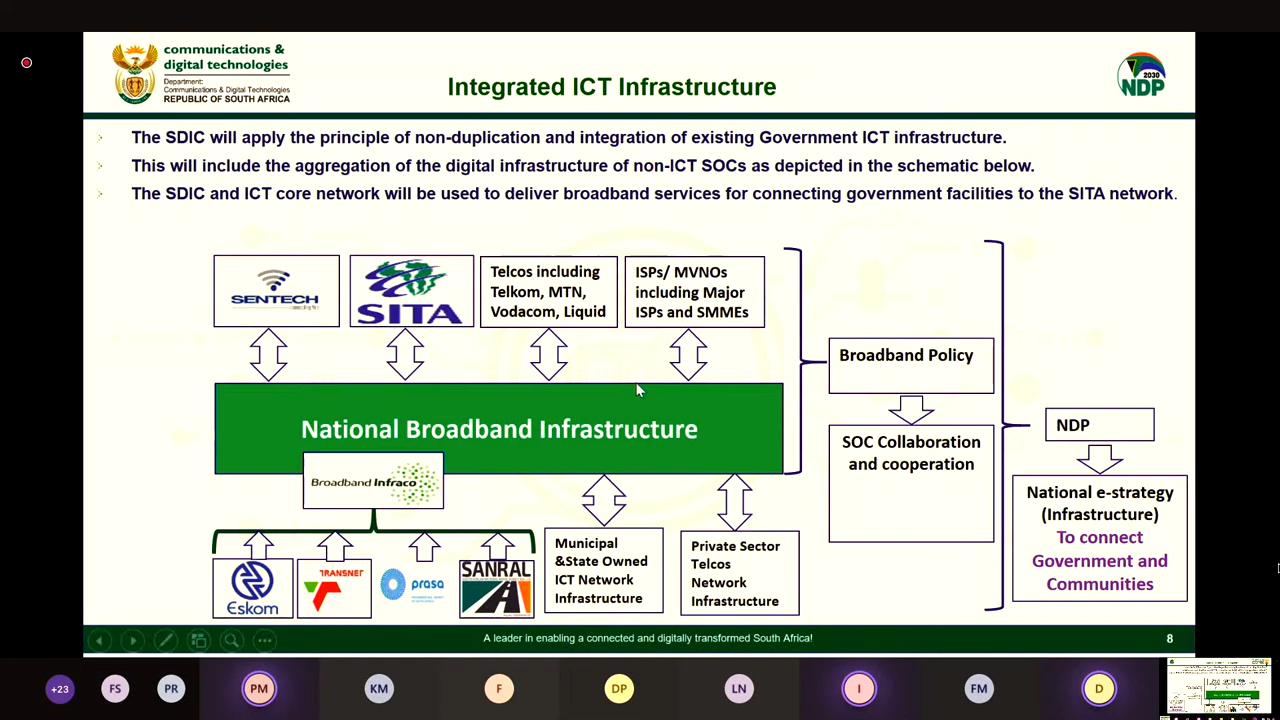 communications &
digital technologies
Department:
Communications & Digital Technologies
REPUBLIC OF SOUTH AFRICA
Integrated ICT Infrastructure
2030
NDP
The SDIC will apply the principle of non-duplication and integration of existing Government ICT infrastructure.
This will include the aggregation of the digital infrastructure of non-ICT SOCs as depicted in the schematic below.
The SDIC and ICT core network will be used to deliver broadband services for connecting government facilities to the SITA network.
SENTECH
SITA
Telcos including
Telkom, MTN,
Vodacom, Liquid
ISPs/ MVNOs
including Major
ISPs and SMMEs
National Broadband Infrastructure
Broadband Infraco
Eskom
TRANSNET
prasa
SANRAL
Municipal
&State Owned
ICT Network
Infrastructure
Private Sector
Telcos
Network
Infrastructure
Broadband Policy
SOC Collaboration
and cooperation
NDP
National e-strategy
(Infrastructure)
To connect
Government and
Communities
A leader in enabling a connected and digitally transformed South Africa!
8
+23
FS
PR
PM
KM
F
DP
LN
I
FM
D